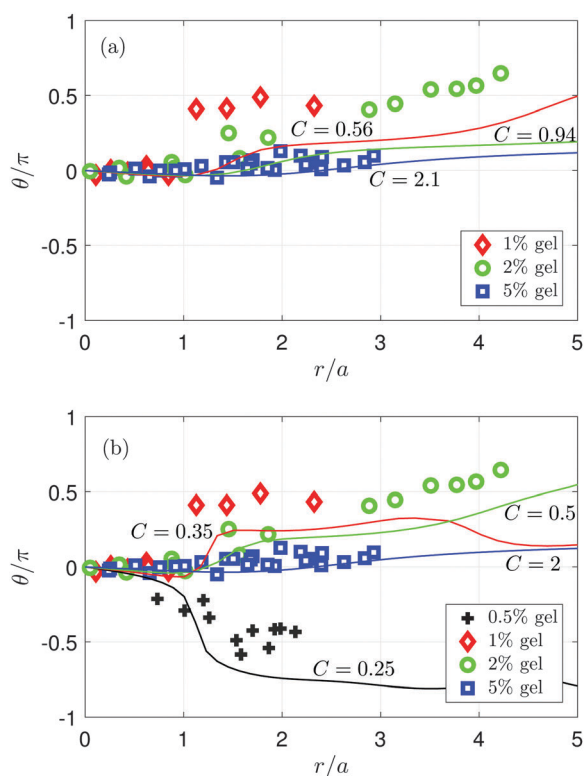 (a)
1
0.5
0
-0.5
-1
θ/π
C = 0.56
C = 0.94
C = 2.1
1% gel
2% gel
5% gel
0 1 2 3 4 5
r/a
(b)
1
0.5
0
-0.5
-1
θ/π
C = 0.35
C = 0.5
C = 2
C = 0.25
0.5% gel
1% gel
2% gel
5% gel
0 1 2 3 4 5
r/a